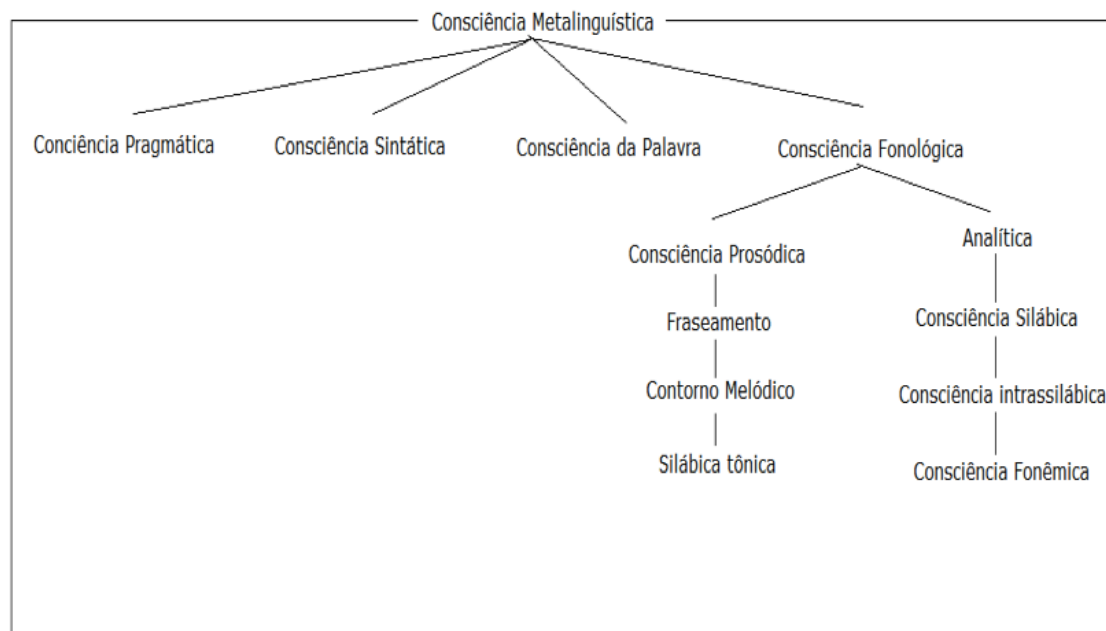 Consciência Metalinguística
Conciência Pragmática
Consciência Sintática
Consciência da Palavra
Consciência Fonológica
Consciência Prosódica
Fraseamento
Contorno Melódico
Silábica tônica
Analítica
Consciência Silábica
Consciência intrassilábica
Consciência Fonêmica